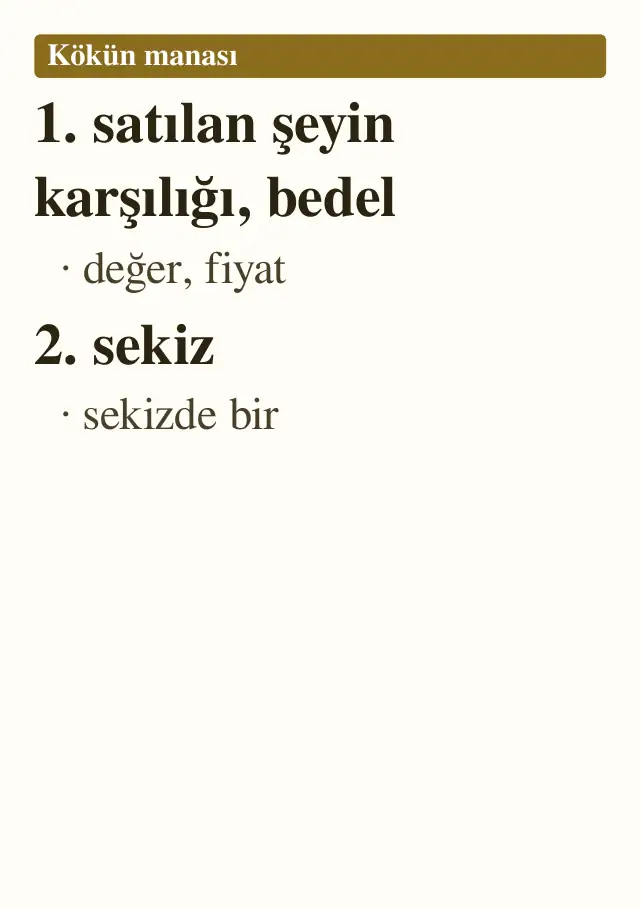 Kökün manası
1. satılan şeyin
karşılığı, bedel
· değer, fiyat
2. sekiz
· sekizde bir